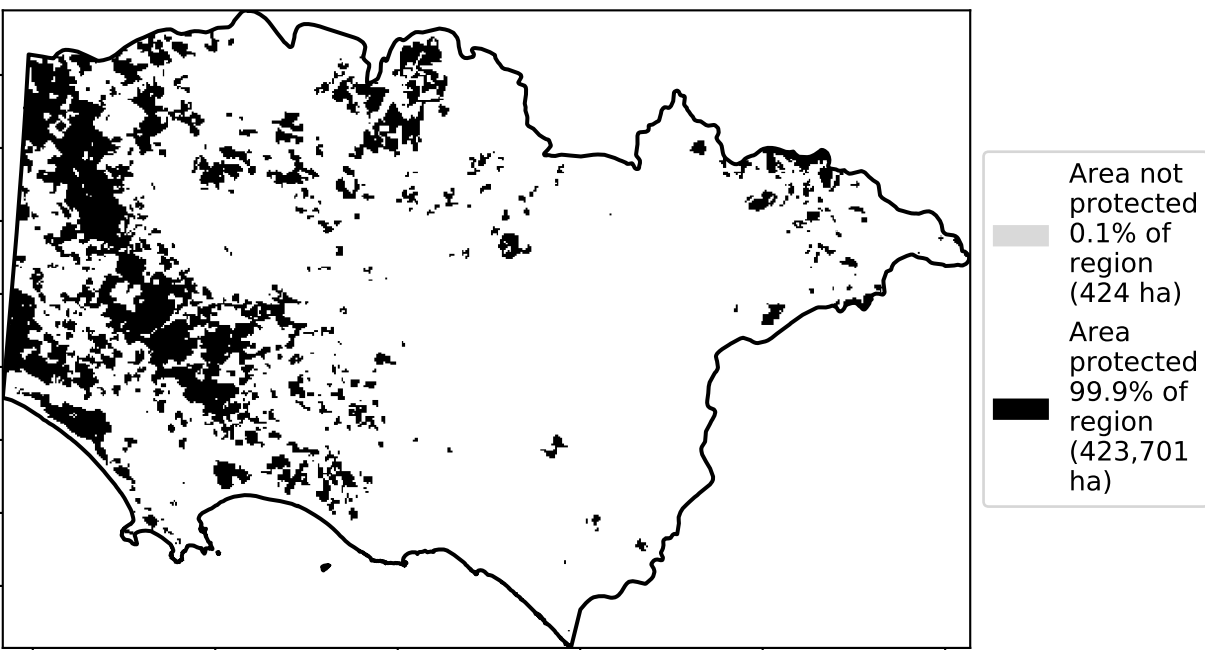 Area not
protected
0.1% of
region
(424 ha)
Area
protected
99.9% of
region
(423,701
ha)